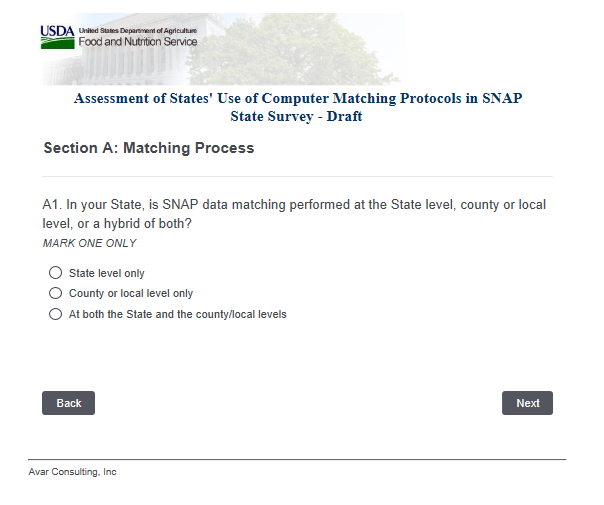 USDA United States Department of Agriculture
Food and Nutrition Service
Assessment of States' Use of Computer Matching Protocols in SNAP
State Survey - Draft
Section A: Matching Process
A1. In your State, is SNAP data matching performed at the State level, county or local
level, or a hybrid of both?
MARK ONE ONLY
State level only
County or local level only
At both the State and the county/local levels
Back
Next
Avar Consulting, Inc